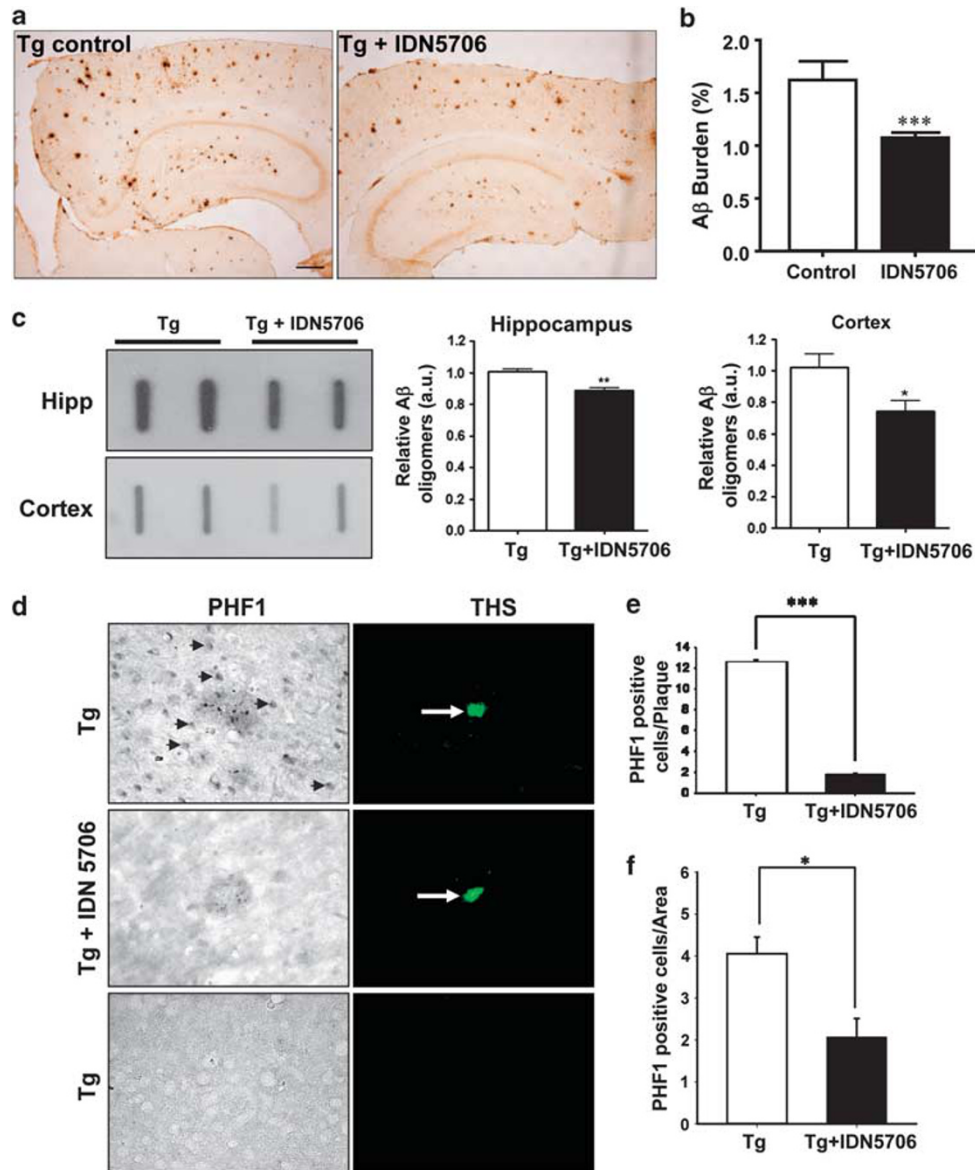 a
Tg control
Tg + IDN5706
b
Aβ Burden (%)
2.0
1.5
1.0
0.5
0.0
***
Control
IDN5706
c
Tg
Tg + IDN5706
Hipp
Cortex
Hippocampus
Relative Aβ
oligomers (a.u.)
1.2
1.0
0.8
0.6
0.4
0.2
0.0
**
Tg
Tg+IDN5706
Cortex
Relative Aβ
oligomers (a.u.)
1.2
1.0
0.8
0.6
0.4
0.2
0.0
*
Tg
Tg+IDN5706
d
PHF1
THS
Tg
Tg + IDN 5706
Tg
e
***
PHF1 positive
cells/Plaque
14
12
10
8
6
4
2
0
Tg
Tg+IDN5706
f
*
PHF1 positive cells/Area
6
5
4
3
2
1
0
Tg
Tg+IDN5706